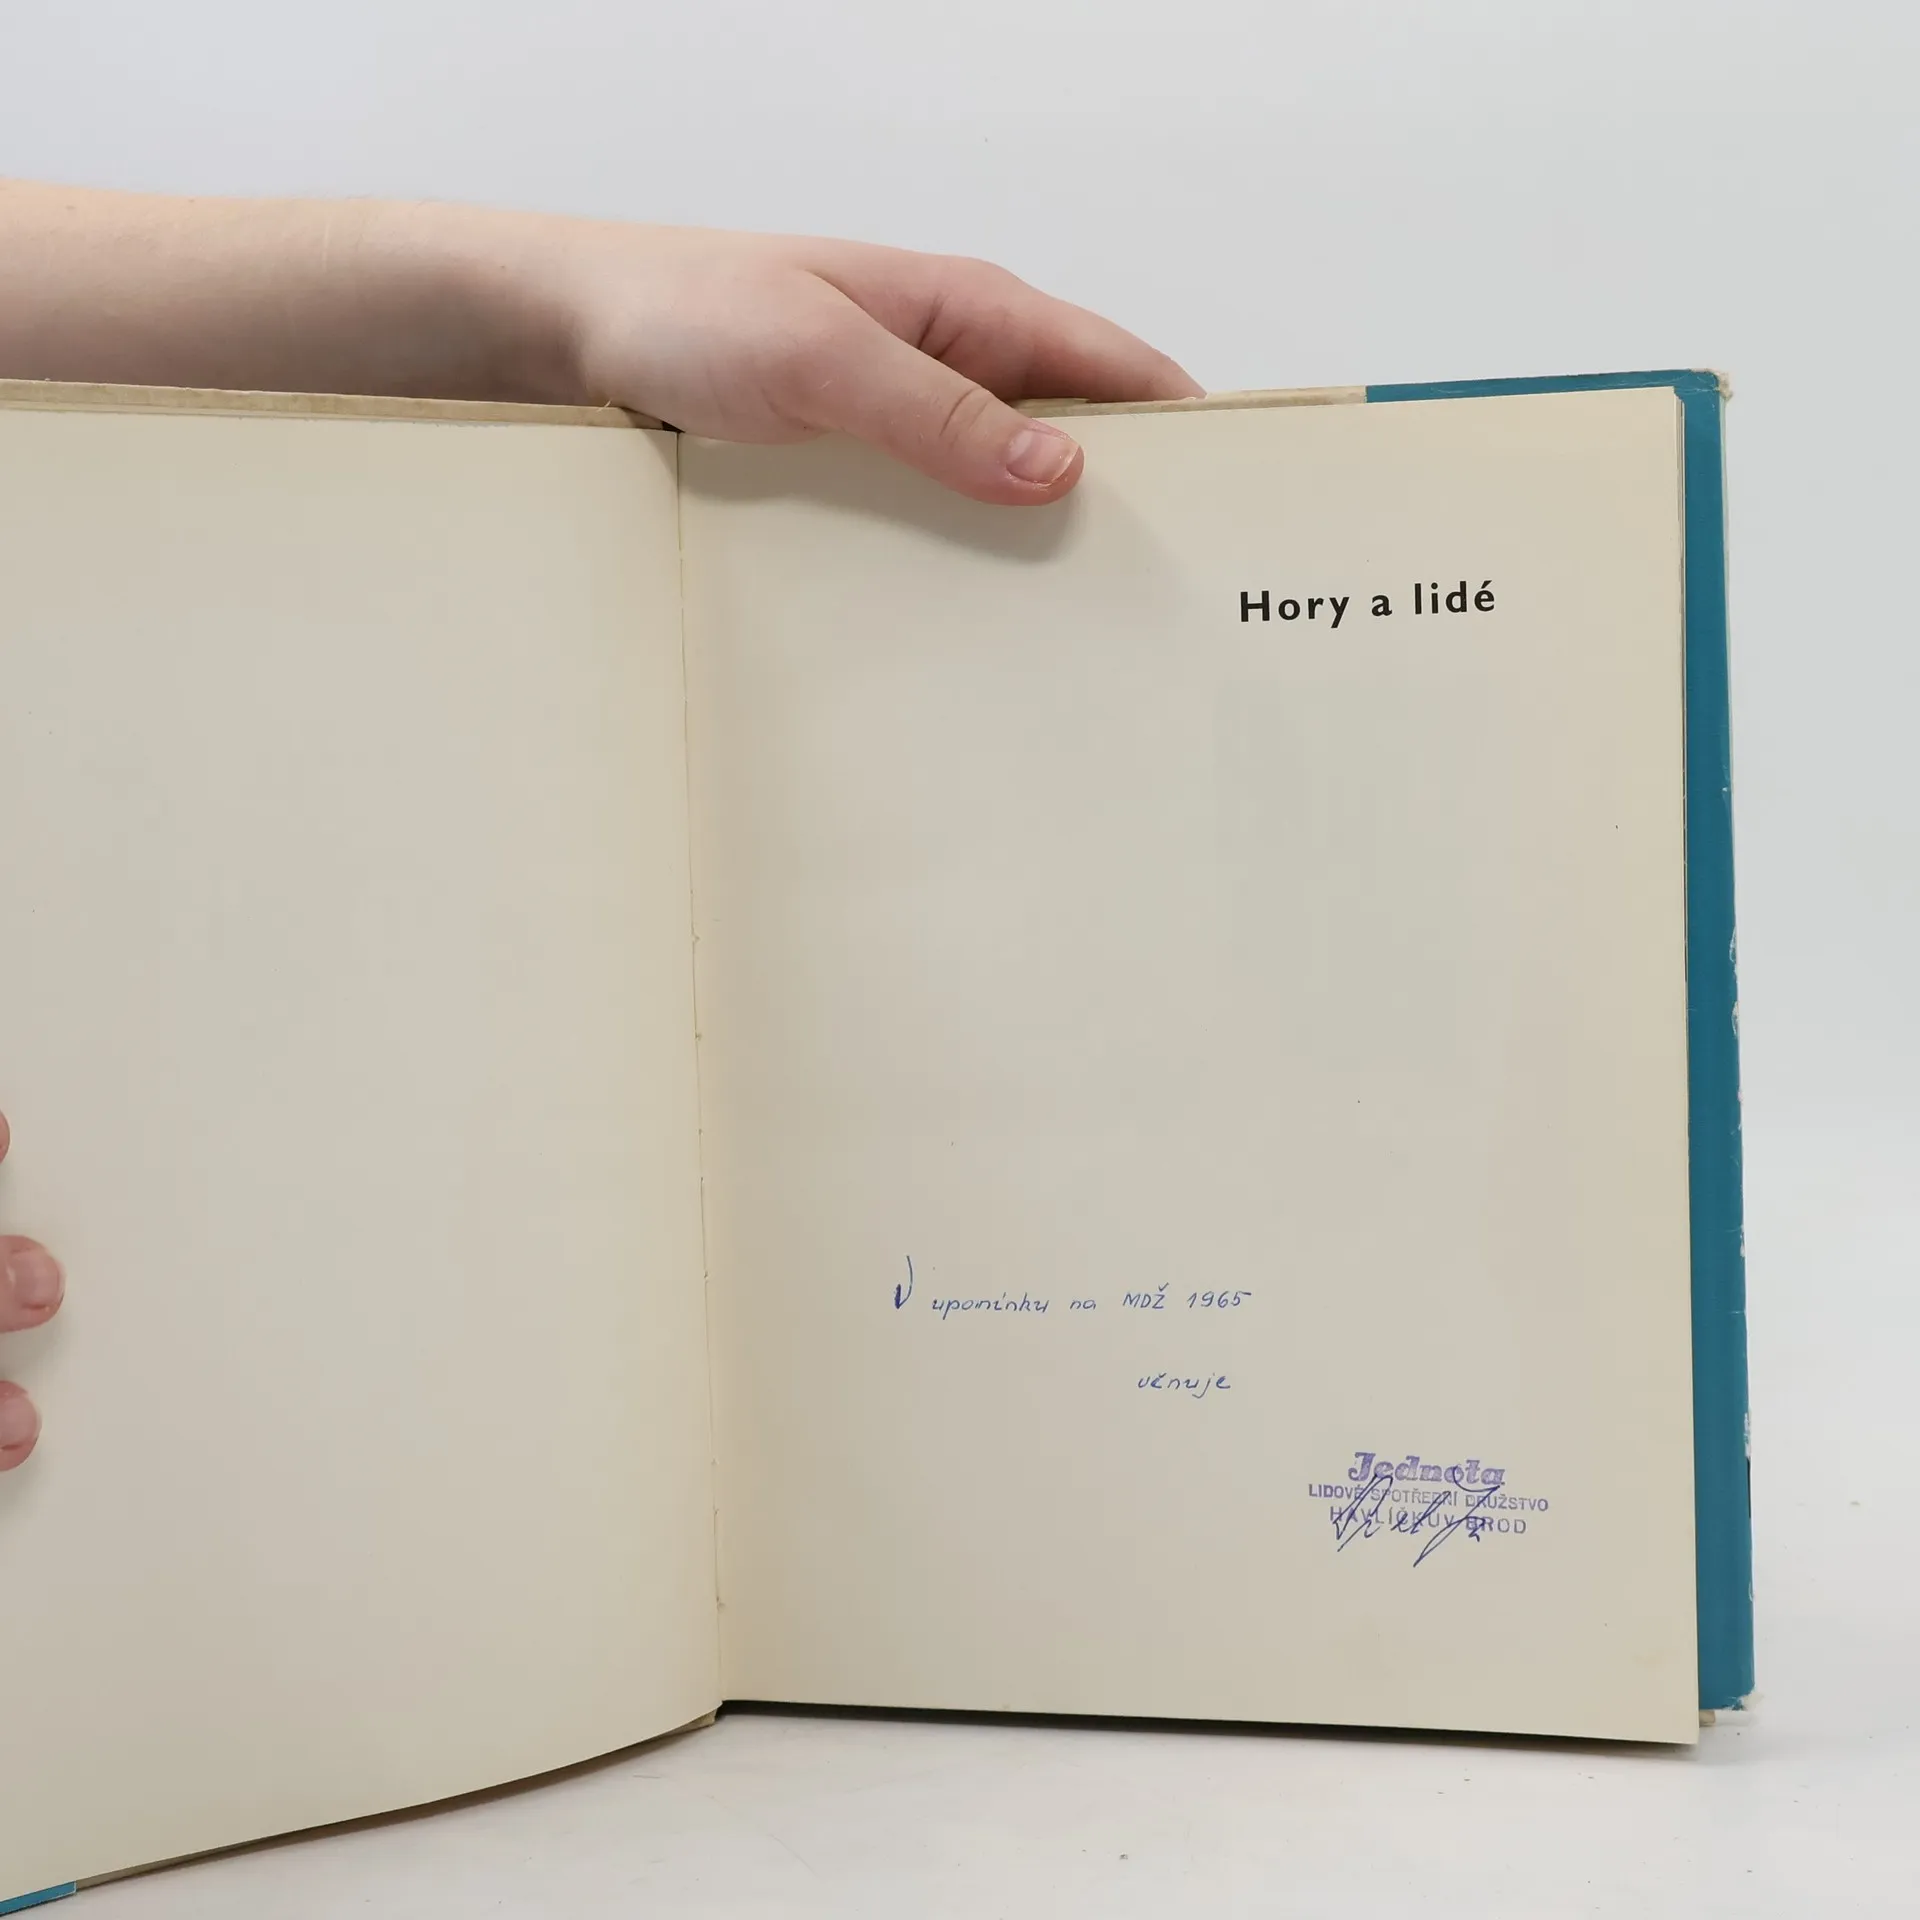 Hory a lidé
V upomínku na MDŽ 1965
věnuje
Jednota
LIDOVÉ SPOTŘEBNÍ DRUŽSTVO
HAVLÍČKŮV BROD